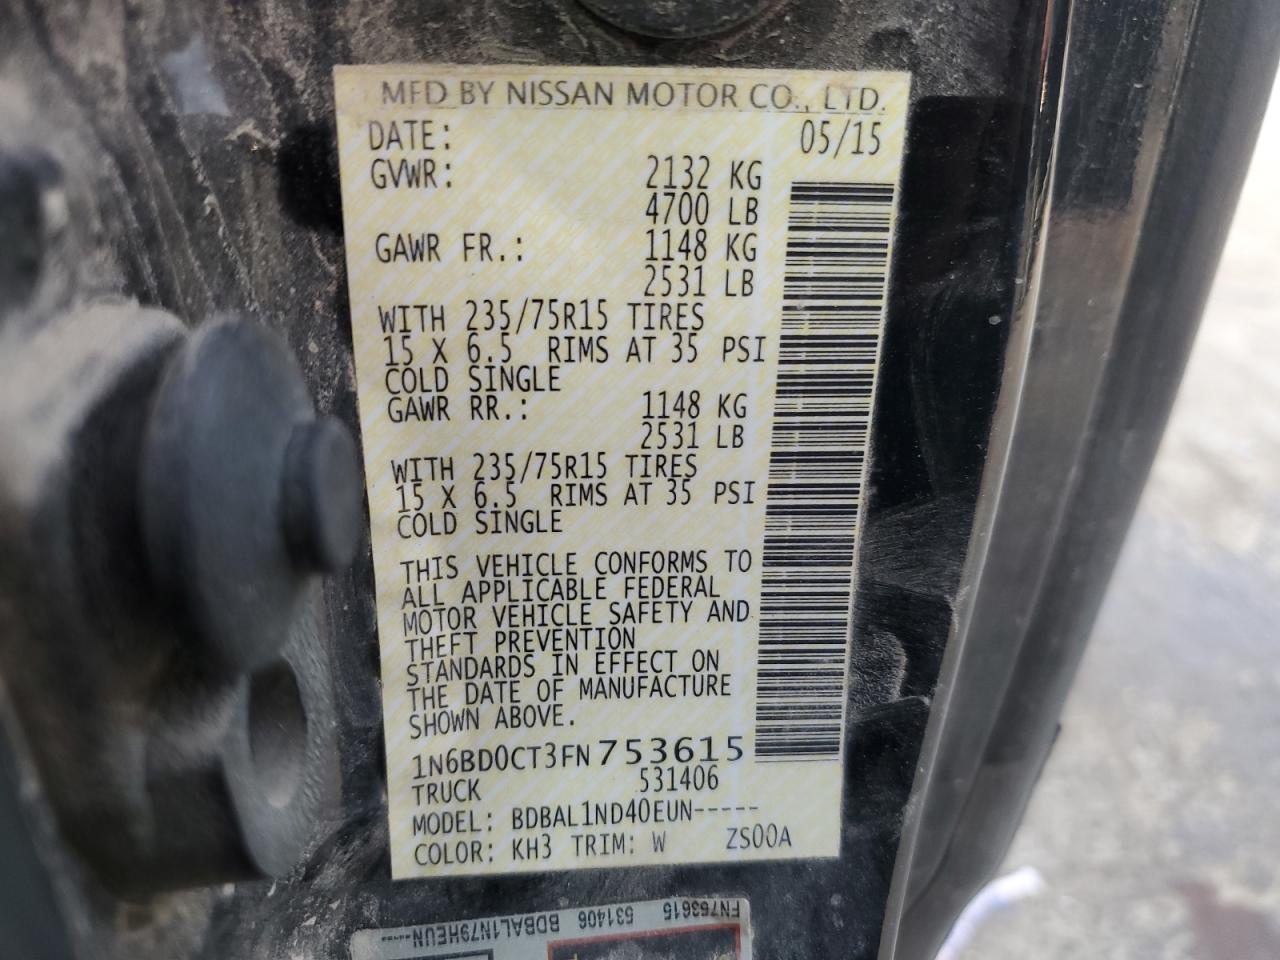 MFD BY NISSAN MOTOR CO., LTD.
DATE: 05/15
GVWR: 2132 KG
4700 LB
GAWR FR.: 1148 KG
2531 LB
WITH 235/75R15 TIRES
15 X 6.5 RIMS AT 35 PSI
COLD SINGLE
GAWR RR.: 1148 KG
2531 LB
WITH 235/75R15 TIRES
15 X 6.5 RIMS AT 35 PSI
COLD SINGLE
THIS VEHICLE CONFORMS TO
ALL APPLICABLE FEDERAL
MOTOR VEHICLE SAFETY AND
THEFT PREVENTION
STANDARDS IN EFFECT ON
THE DATE OF MANUFACTURE
SHOWN ABOVE.
1N6BD0CT3FN753615
TRUCK 531406
MODEL: BDBAL1ND40EUN-----
COLOR: KH3 TRIM: W ZS00A
FN753615 531406 BDBAL1N79HEUN-----